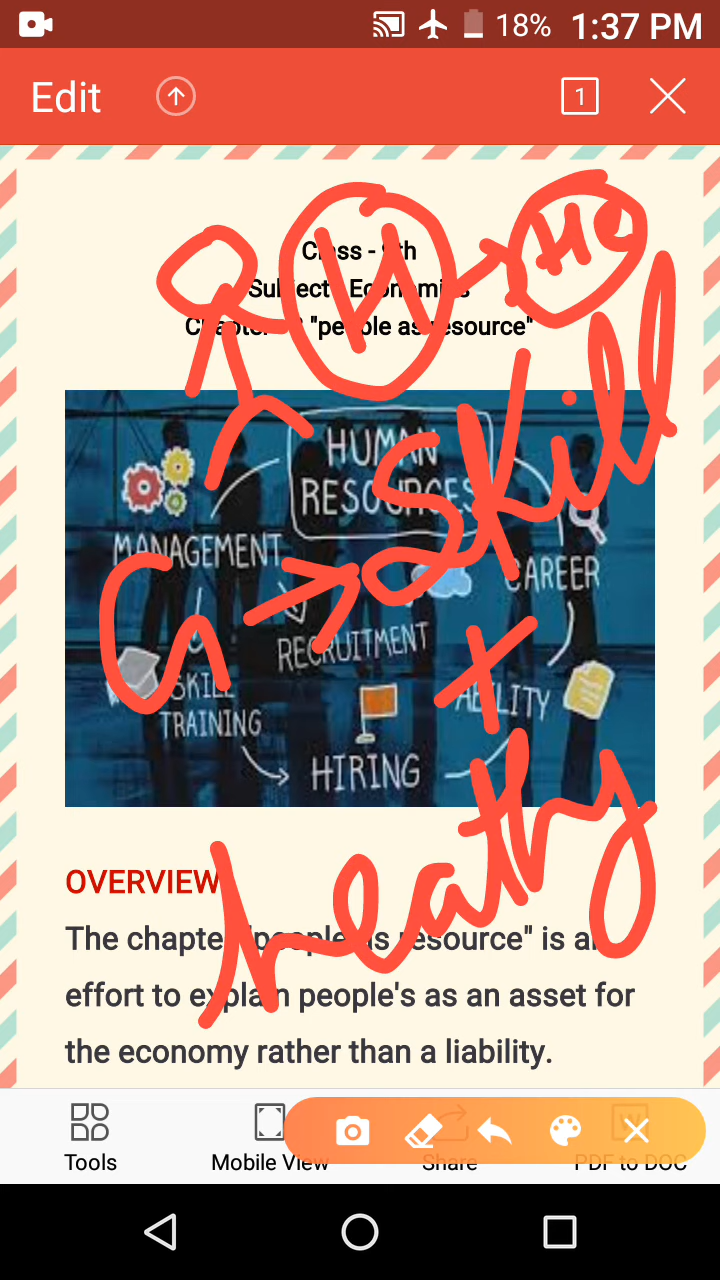 18% 1:37 PM
Edit 1
Class - 9th
Subject- Economics
"people as resource"
H HC
HUMAN
RESOURCES
Skill
MANAGEMENT
CAREER
G
RECRUITMENT
SKILL
TRAINING
ABILITY
HIRING
+
heathy
OVERVIEW
The chapter "people as resource" is an
effort to explain people's as an asset for
the economy rather than a liability.
Tools Mobile View Share PDF to DOC